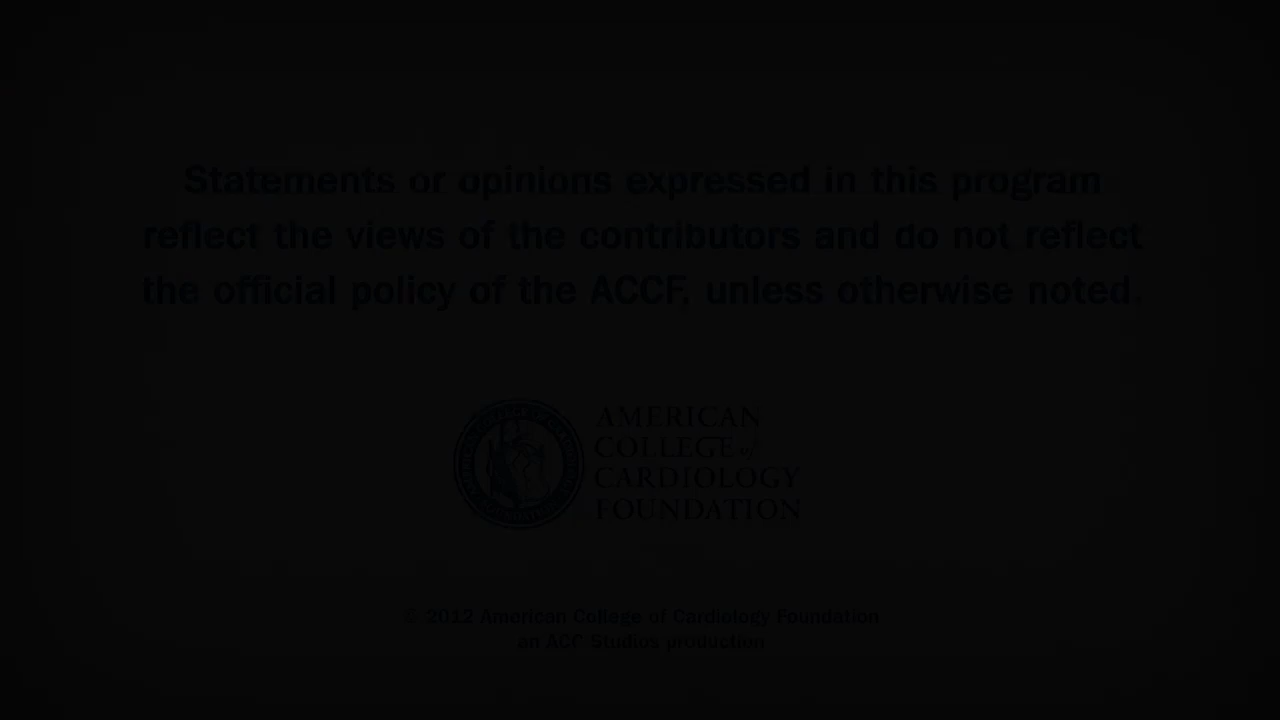 Statements or opinions expressed in this program
reflect the views of the contributors and do not reflect
the official policy of the ACCF, unless otherwise noted.
AMERICAN
COLLEGE of
CARDIOLOGY
FOUNDATION
© 2012 American College of Cardiology Foundation
an ACC Studios production